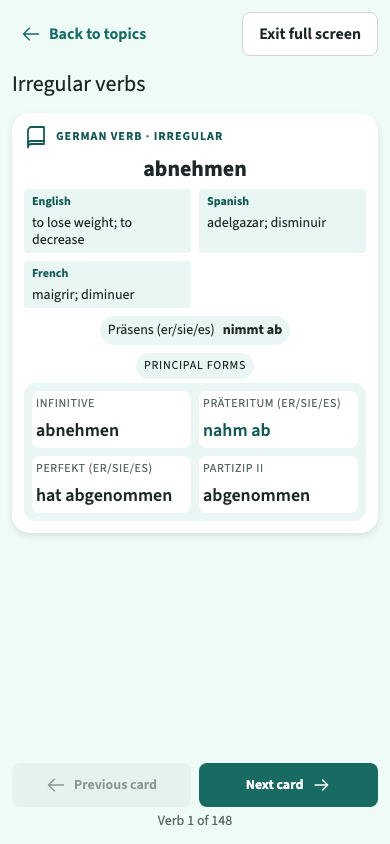 Back to topics
Exit full screen
Irregular verbs
GERMAN VERB · IRREGULAR
abnehmen
English
to lose weight; to
decrease
Spanish
adelgazar; disminuir
French
maigrir; diminuer
Präsens (er/sie/es) nimmt ab
PRINCIPAL FORMS
INFINITIVE
abnehmen
PRÄTERITUM (ER/SIE/ES)
nahm ab
PERFEKT (ER/SIE/ES)
hat abgenommen
PARTIZIP II
abgenommen
Previous card
Next card
Verb 1 of 148